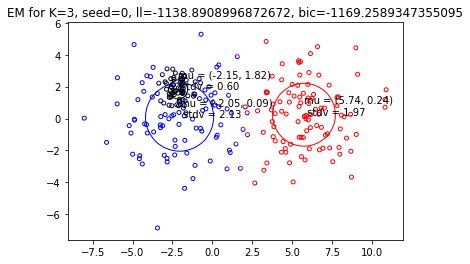 EM for K=3, seed=0, ll=-1138.8908996872672, bic=-1169.2589347355095
6
4
2
0
−2
−4
−6
mu = (-2.15, 1.82)
stdv = 0.60
mu = (-2.05, 0.09)
stdv = 2.13
mu = (5.74, 0.24)
stdv = 1.97
−7.5 −5.0 −2.5 0.0 2.5 5.0 7.5 10.0